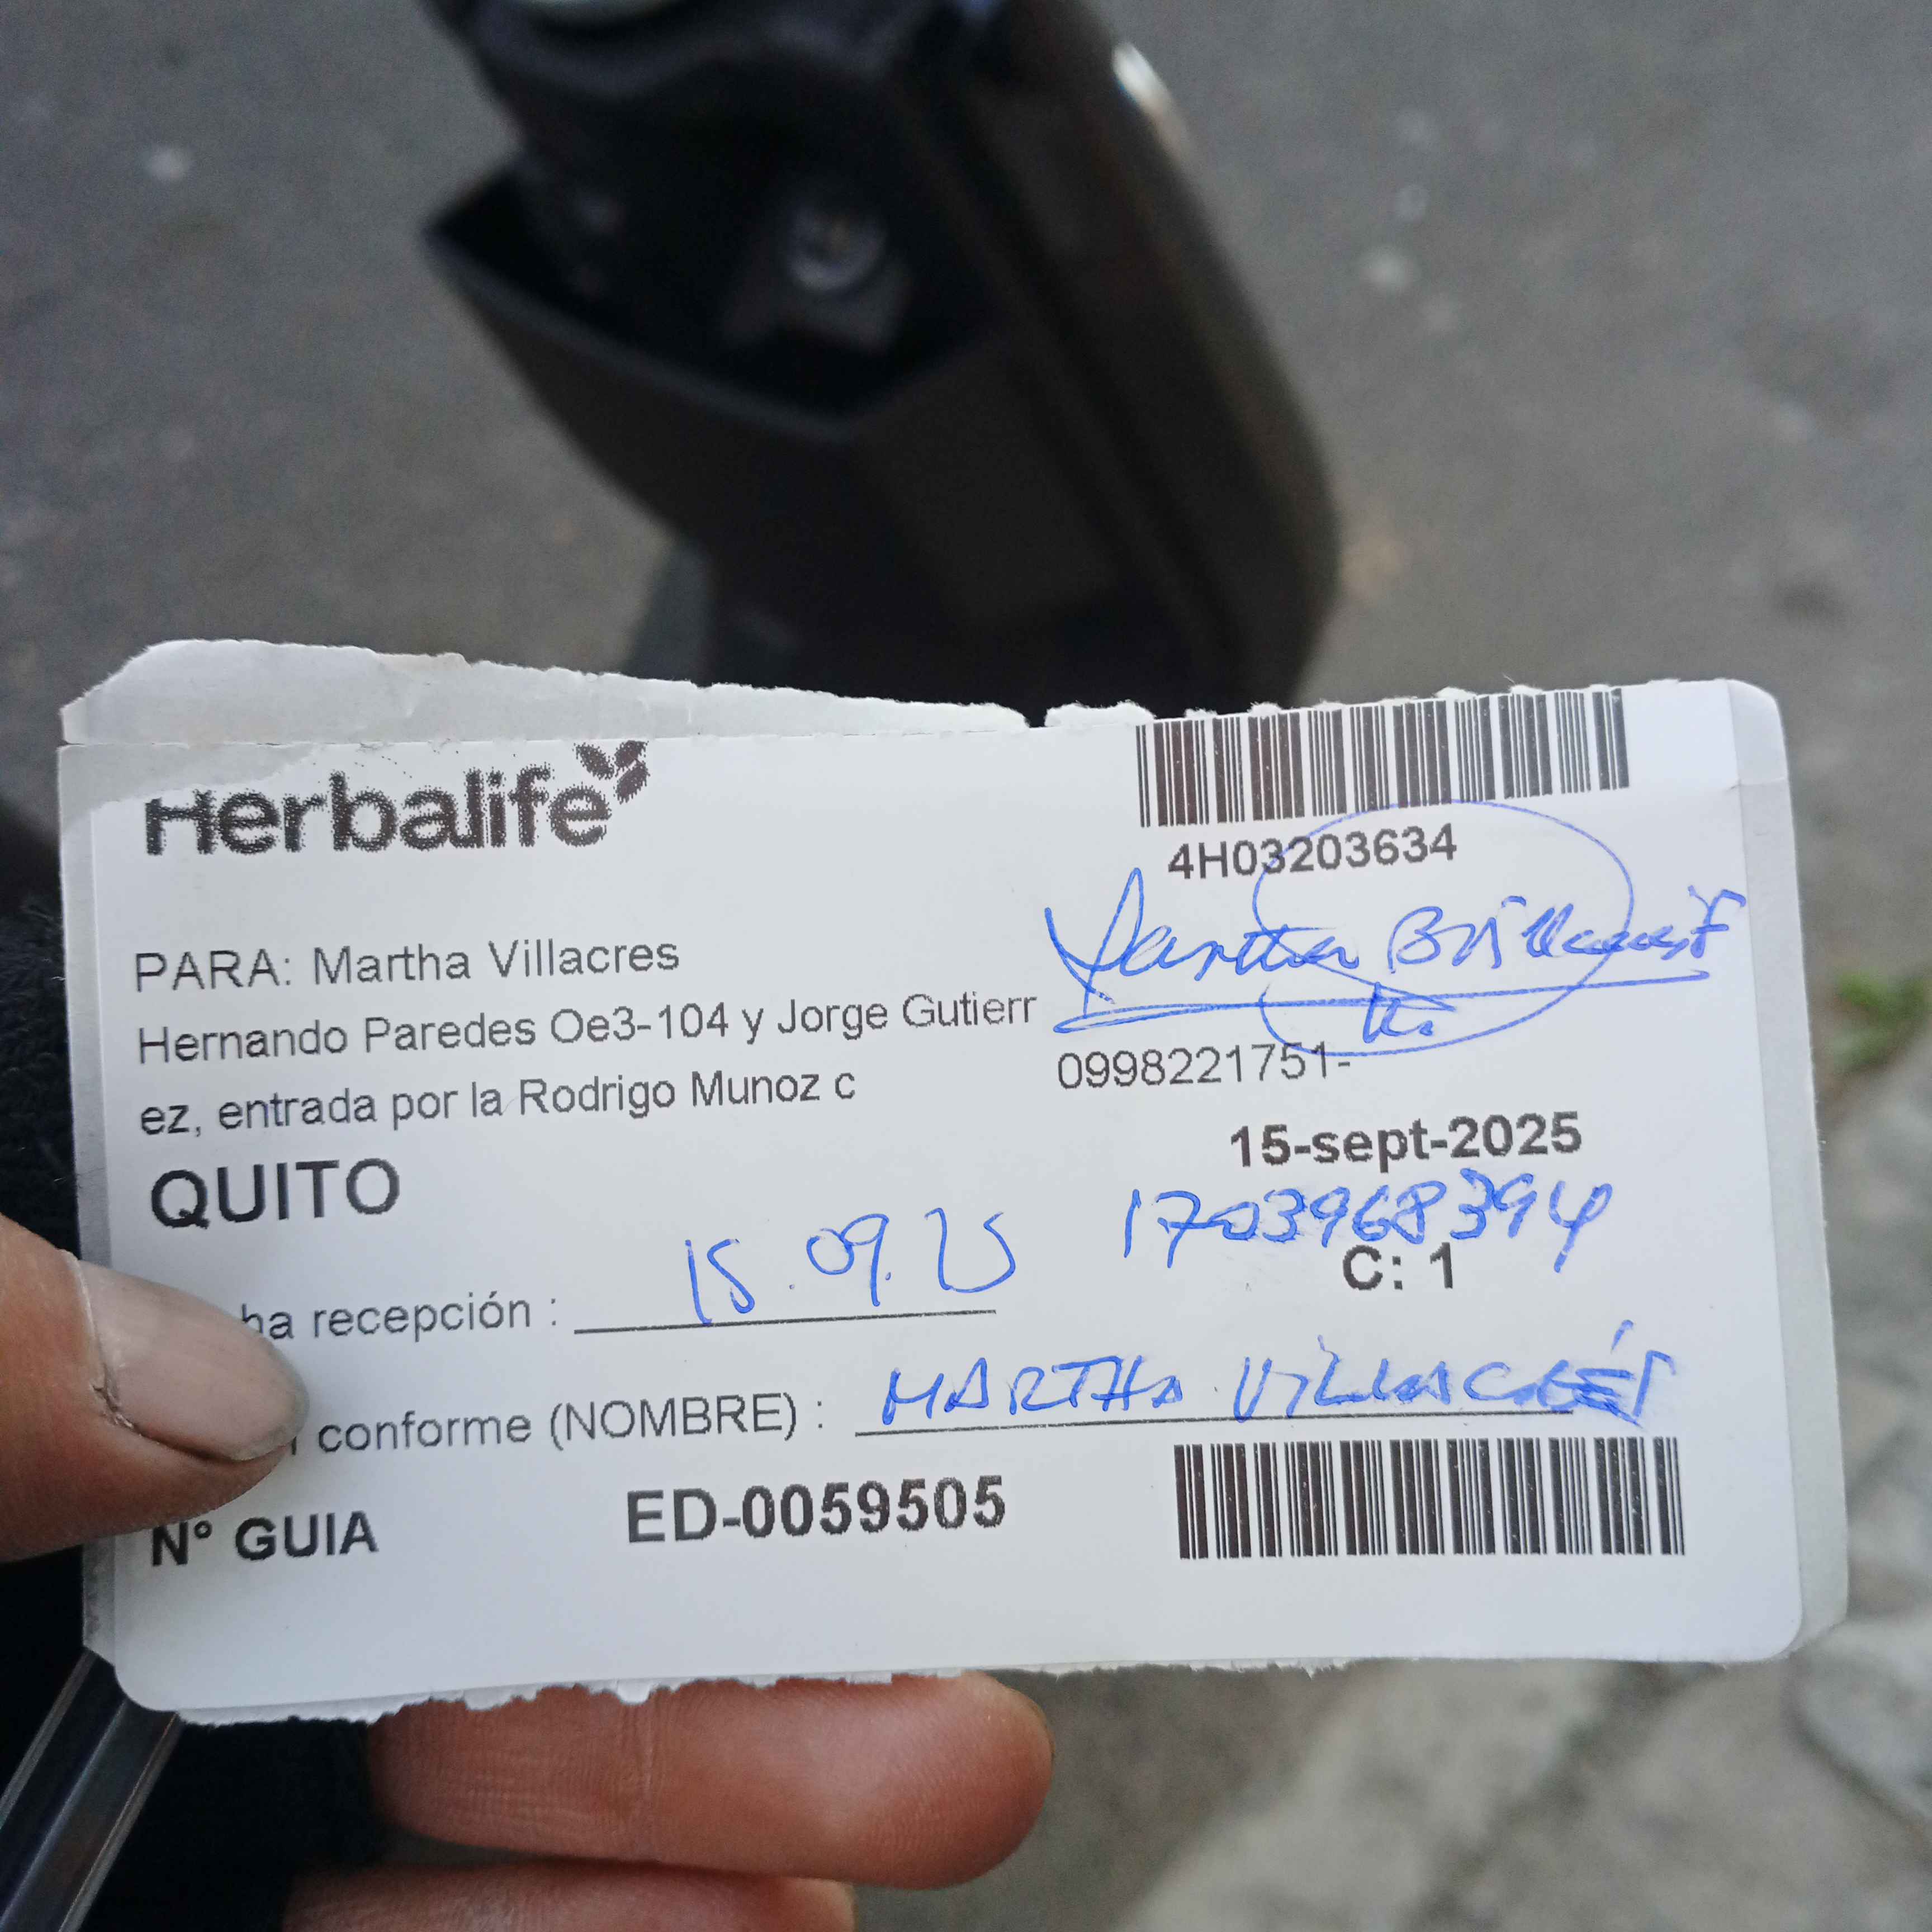 Herbalife
4H03203634
PARA: Martha Villacres
Hernando Paredes Oe3-104 y Jorge Gutierr
ez, entrada por la Rodrigo Munoz c
0998221751-
QUITO
15-sept-2025
1703968394
C: 1
ha recepción : 15.09.25
conforme (NOMBRE) : MARTHA VILLACRÉS
N° GUIA ED-0059505